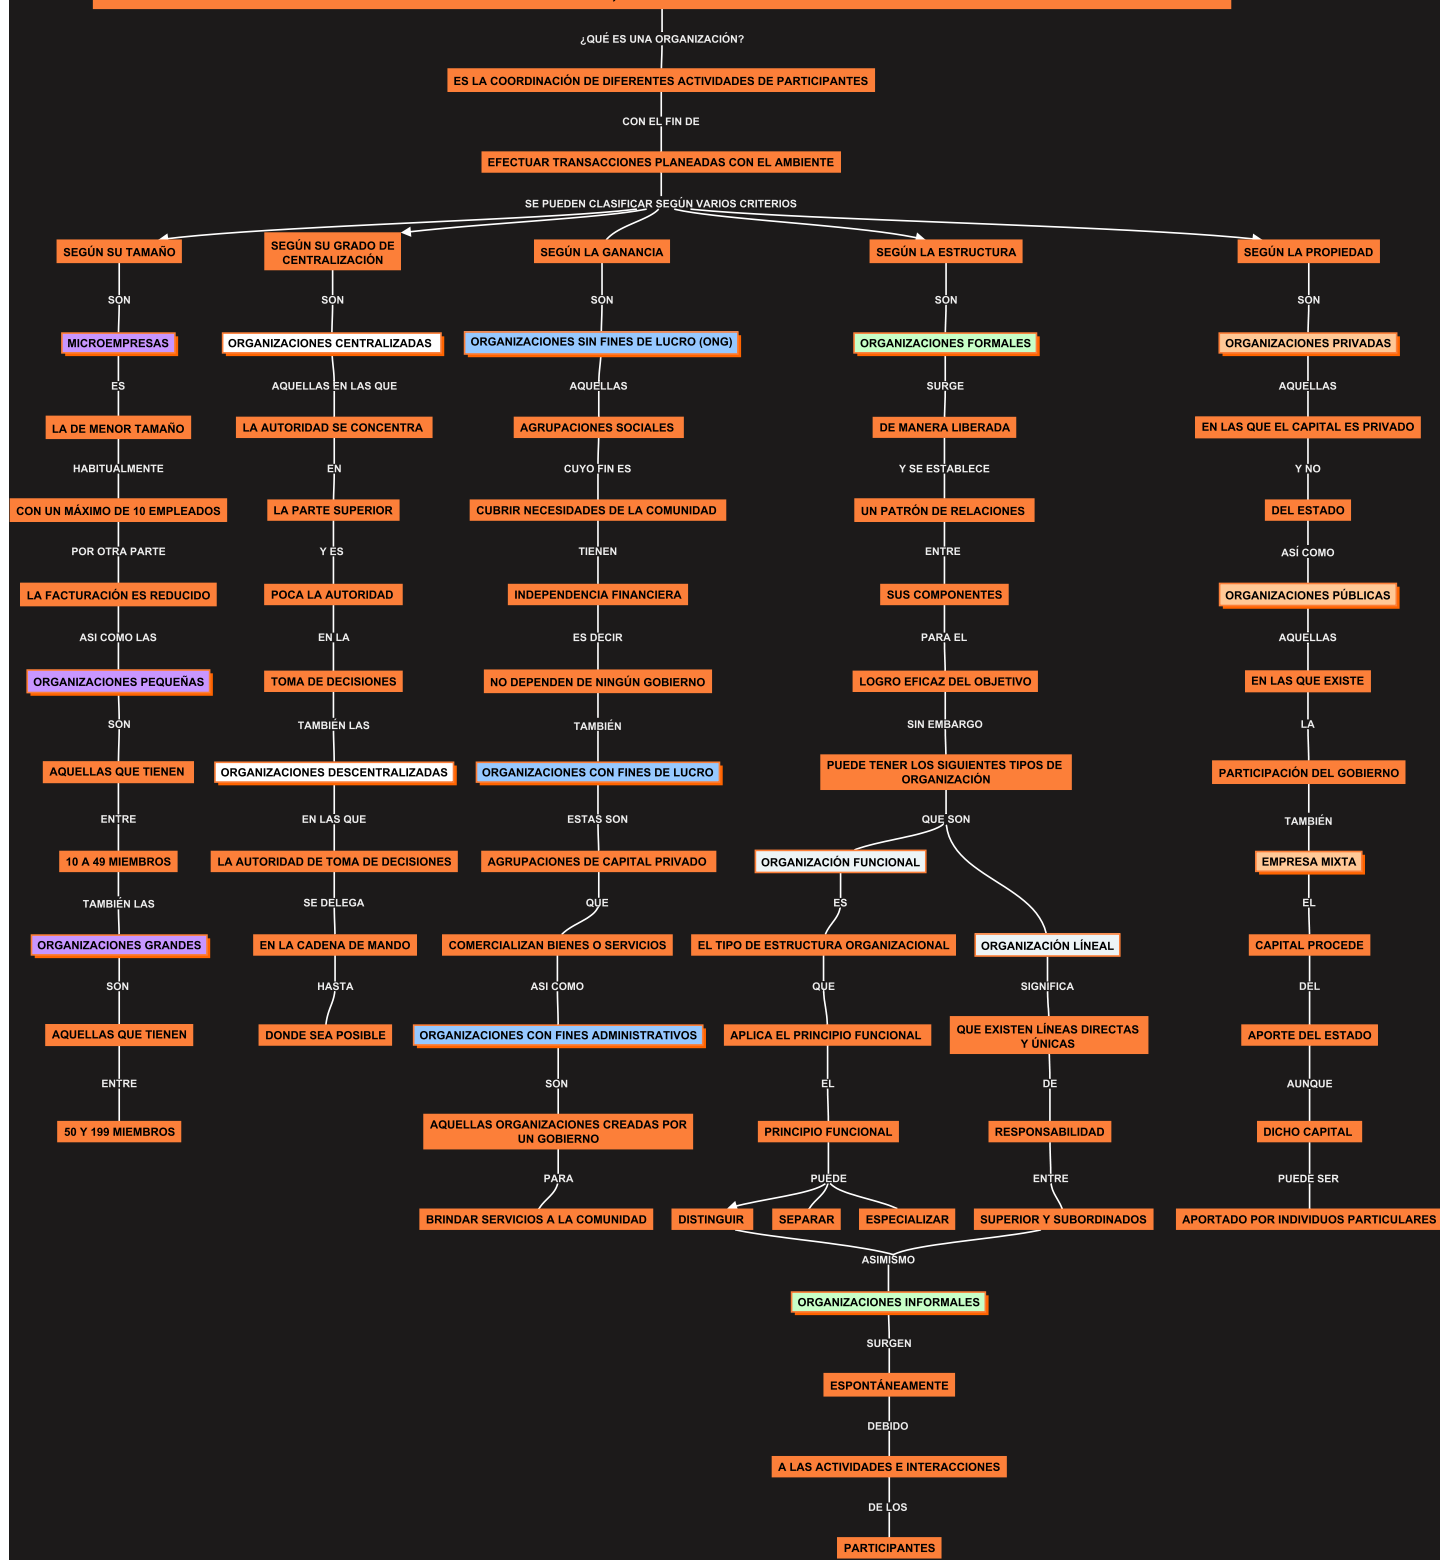 ¿QUÉ ES UNA ORGANIZACIÓN?
ES LA COORDINACIÓN DE DIFERENTES ACTIVIDADES DE PARTICIPANTES
CON EL FIN DE
EFECTUAR TRANSACCIONES PLANEADAS CON EL AMBIENTE
SE PUEDEN CLASIFICAR SEGÚN VARIOS CRITERIOS
SEGÚN SU TAMAÑO
SON
MICROEMPRESAS
ES
LA DE MENOR TAMAÑO
HABITUALMENTE
CON UN MÁXIMO DE 10 EMPLEADOS
POR OTRA PARTE
LA FACTURACIÓN ES REDUCIDO
ASI COMO LAS
ORGANIZACIONES PEQUEÑAS
SON
AQUELLAS QUE TIENEN
ENTRE
10 A 49 MIEMBROS
TAMBIÉN LAS
ORGANIZACIONES GRANDES
SON
AQUELLAS QUE TIENEN
ENTRE
50 Y 199 MIEMBROS
SEGÚN SU GRADO DE
CENTRALIZACIÓN
SON
ORGANIZACIONES CENTRALIZADAS
AQUELLAS EN LAS QUE
LA AUTORIDAD SE CONCENTRA
EN
LA PARTE SUPERIOR
Y ES
POCA LA AUTORIDAD
EN LA
TOMA DE DECISIONES
TAMBIÉN LAS
ORGANIZACIONES DESCENTRALIZADAS
EN LAS QUE
LA AUTORIDAD DE TOMA DE DECISIONES
SE DELEGA
EN LA CADENA DE MANDO
HASTA
DONDE SEA POSIBLE
SEGÚN LA GANANCIA
SON
ORGANIZACIONES SIN FINES DE LUCRO (ONG)
AQUELLAS
AGRUPACIONES SOCIALES
CUYO FIN ES
CUBRIR NECESIDADES DE LA COMUNIDAD
TIENEN
INDEPENDENCIA FINANCIERA
ES DECIR
NO DEPENDEN DE NINGÚN GOBIERNO
TAMBIÉN
ORGANIZACIONES CON FINES DE LUCRO
ESTAS SON
AGRUPACIONES DE CAPITAL PRIVADO
QUE
COMERCIALIZAN BIENES O SERVICIOS
ASI COMO
ORGANIZACIONES CON FINES ADMINISTRATIVOS
SON
AQUELLAS ORGANIZACIONES CREADAS POR
UN GOBIERNO
PARA
BRINDAR SERVICIOS A LA COMUNIDAD
SEGÚN LA ESTRUCTURA
SON
ORGANIZACIONES FORMALES
SURGE
DE MANERA LIBERADA
Y SE ESTABLECE
UN PATRÓN DE RELACIONES
ENTRE
SUS COMPONENTES
PARA EL
LOGRO EFICAZ DEL OBJETIVO
SIN EMBARGO
PUEDE TENER LOS SIGUIENTES TIPOS DE
ORGANIZACIÓN
QUE SON
ORGANIZACIÓN FUNCIONAL
ES
EL TIPO DE ESTRUCTURA ORGANIZACIONAL
QUE
APLICA EL PRINCIPIO FUNCIONAL
EL
PRINCIPIO FUNCIONAL
PUEDE
DISTINGUIR
SEPARAR
ESPECIALIZAR
ORGANIZACIÓN LÍNEAL
SIGNIFICA
QUE EXISTEN LÍNEAS DIRECTAS
Y ÚNICAS
DE
RESPONSABILIDAD
ENTRE
SUPERIOR Y SUBORDINADOS
ASIMISMO
ORGANIZACIONES INFORMALES
SURGEN
ESPONTÁNEAMENTE
DEBIDO
A LAS ACTIVIDADES E INTERACCIONES
DE LOS
PARTICIPANTES
SEGÚN LA PROPIEDAD
SON
ORGANIZACIONES PRIVADAS
AQUELLAS
EN LAS QUE EL CAPITAL ES PRIVADO
Y NO
DEL ESTADO
ASÍ COMO
ORGANIZACIONES PÚBLICAS
AQUELLAS
EN LAS QUE EXISTE
LA
PARTICIPACIÓN DEL GOBIERNO
TAMBIÉN
EMPRESA MIXTA
EL
CAPITAL PROCEDE
DEL
APORTE DEL ESTADO
AUNQUE
DICHO CAPITAL
PUEDE SER
APORTADO POR INDIVIDUOS PARTICULARES